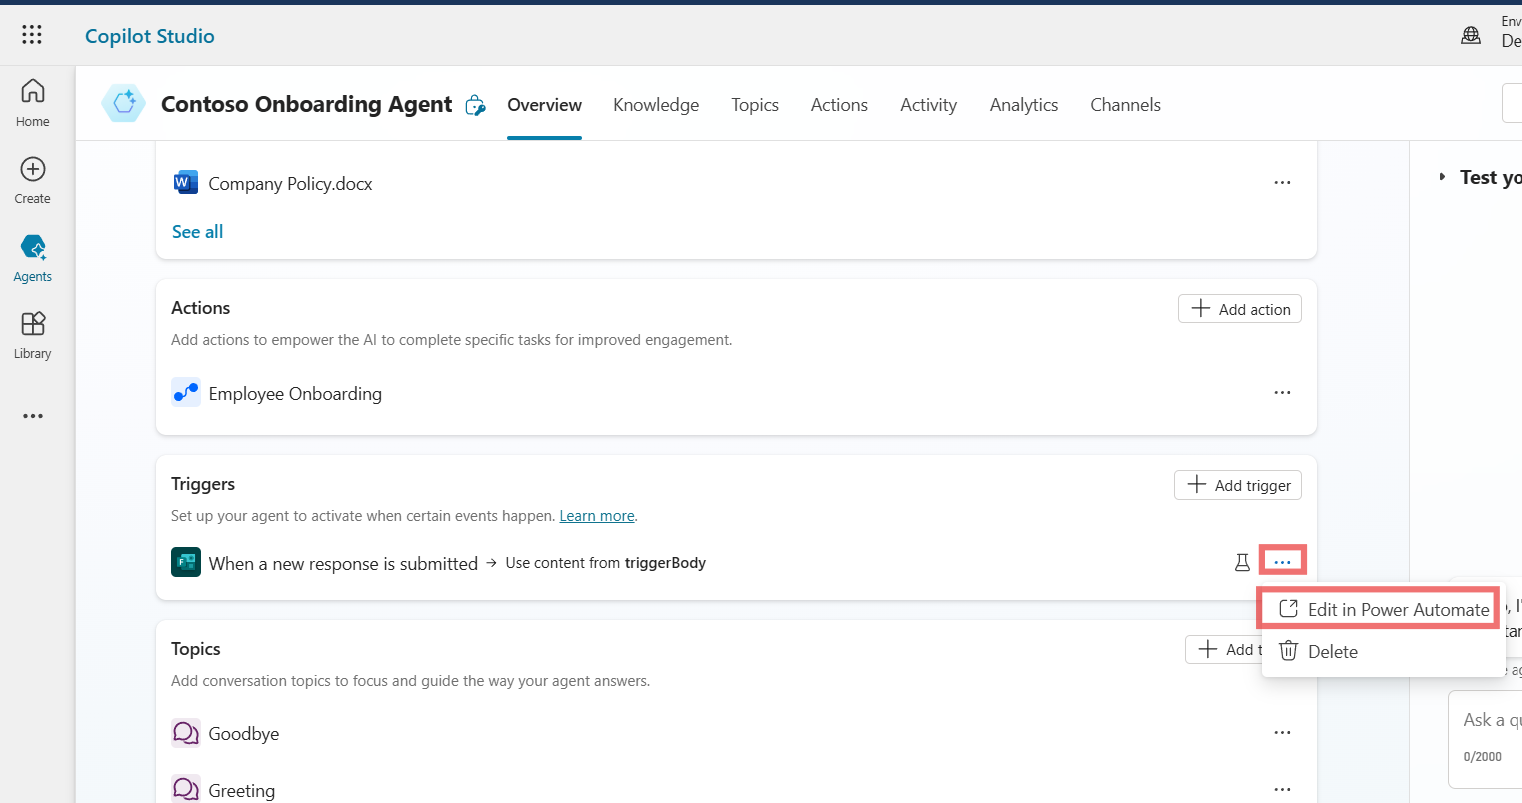 Copilot Studio
Env
De
Home
Create
Agents
Library
Contoso Onboarding Agent
Overview
Knowledge
Topics
Actions
Activity
Analytics
Channels
Company Policy.docx
See all
Actions
Add action
Add actions to empower the AI to complete specific tasks for improved engagement.
Employee Onboarding
Triggers
Add trigger
Set up your agent to activate when certain events happen. Learn more.
When a new response is submitted → Use content from triggerBody
Edit in Power Automate
Delete
Topics
Add t
Add conversation topics to focus and guide the way your agent answers.
Goodbye
Greeting
Test yo
Ask a qu
0/2000